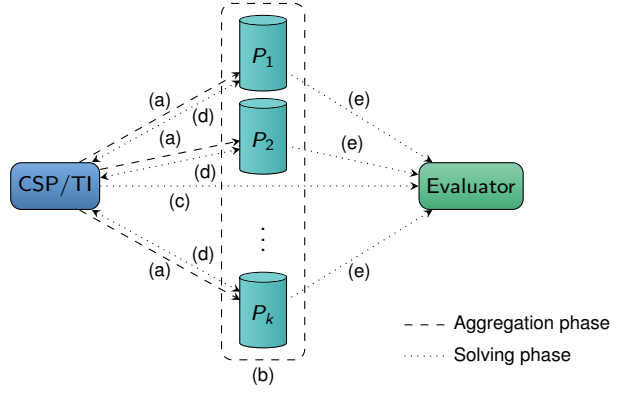 P1
(a)
(d)
(e)
(a)
P2
(e)
CSP/TI
(d)
Evaluator
(c)
⋮
(d)
(a)
(e)
Pk
Aggregation phase
Solving phase
(b)